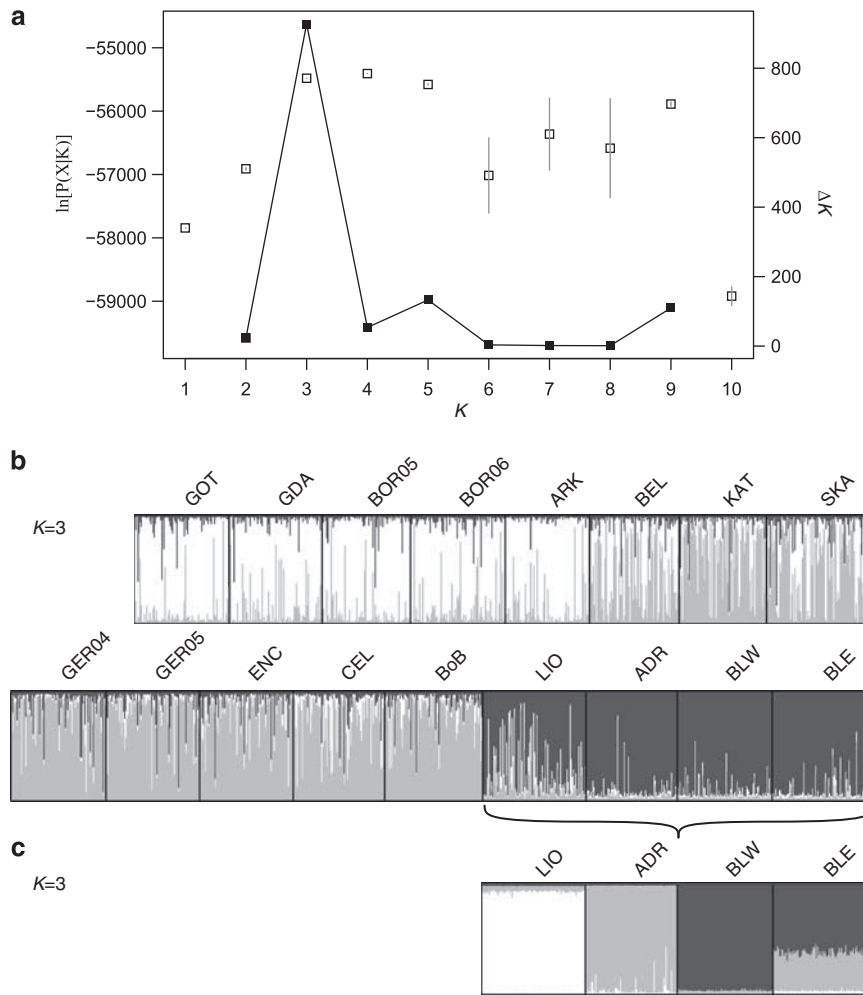 a
−55000
−56000
−57000
−58000
−59000
ln[P(X|K)]
800
600
400
200
0
ΔK
1 2 3 4 5 6 7 8 9 10
K
b
GOT GDA BOR05 BOR06 ARK BEL KAT SKA
K=3
GER04 GER05 ENC CEL BoB LIO ADR BLW BLE
c
LIO ADR BLW BLE
K=3